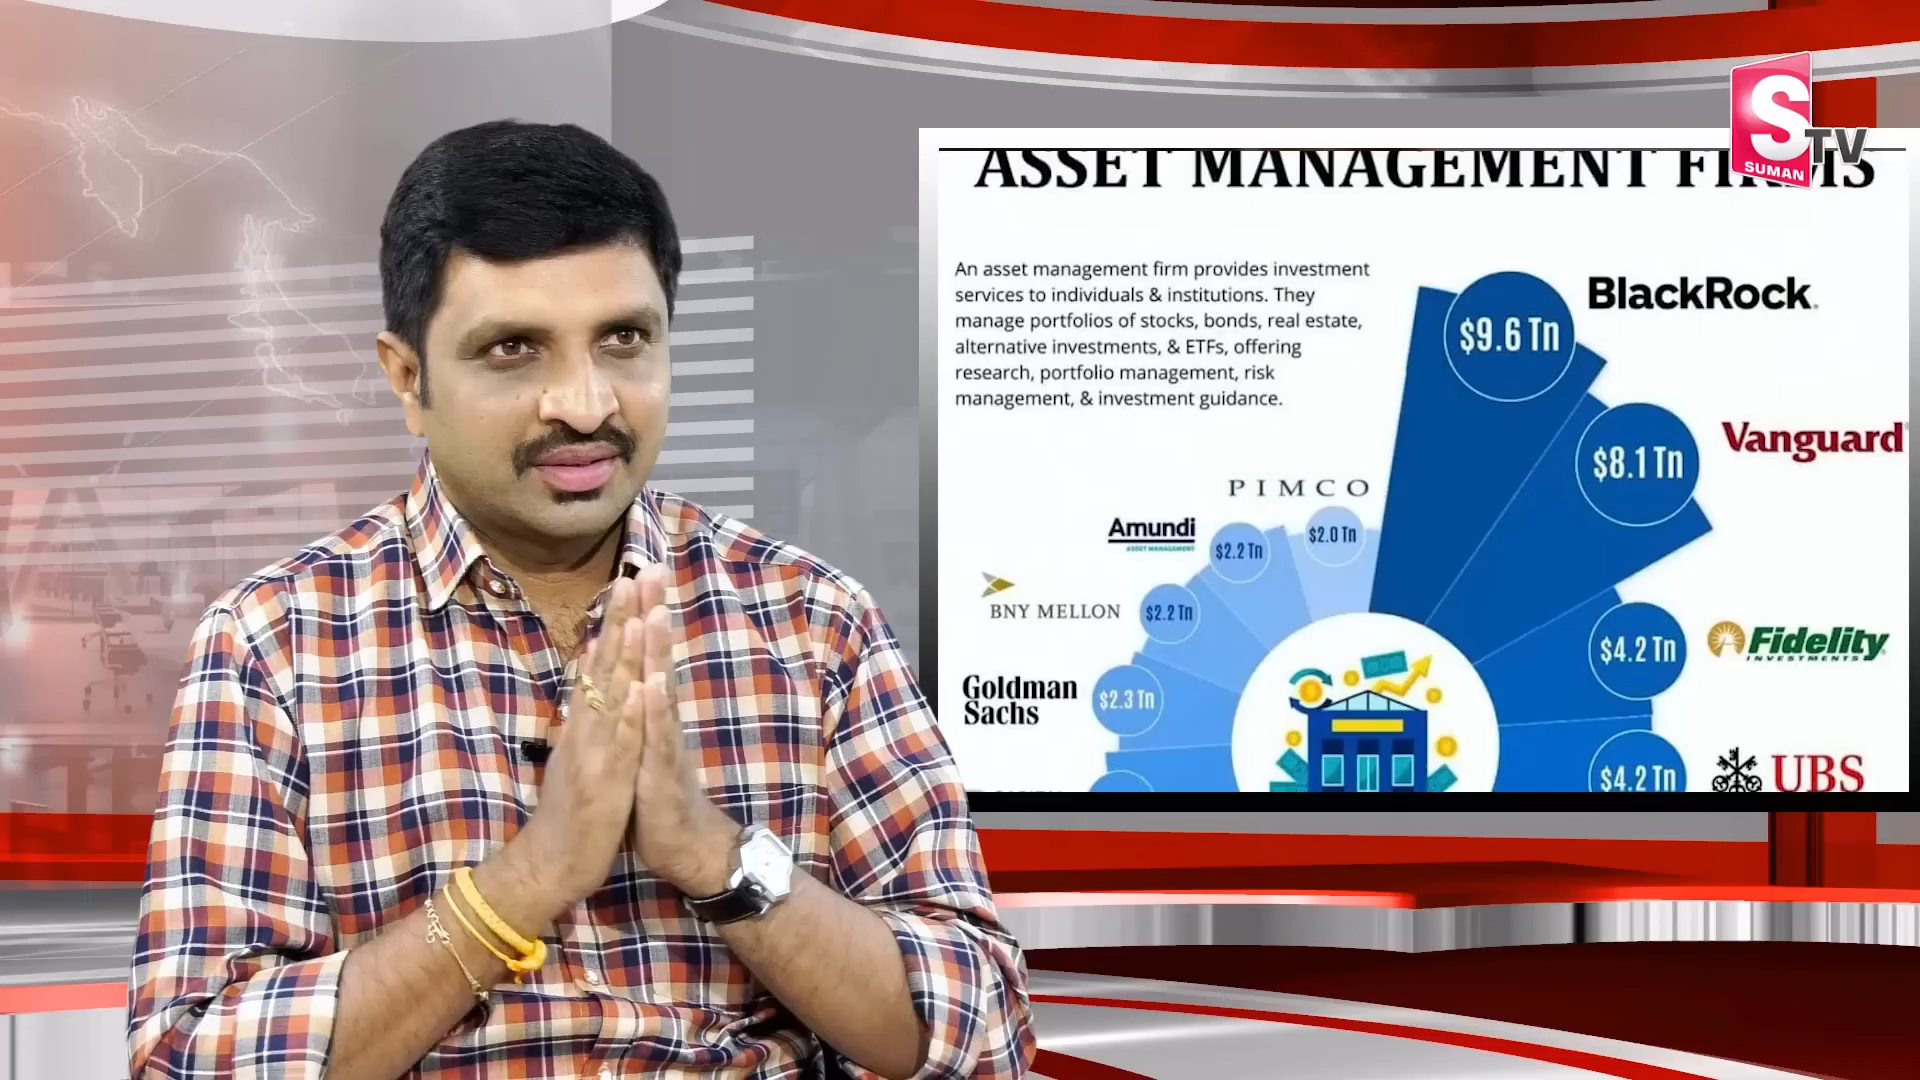 S
TV
SUMAN
ASSET MANAGEMENT FIRMS
An asset management firm provides investment
services to individuals & institutions. They
manage portfolios of stocks, bonds, real estate,
alternative investments, & ETFs, offering
research, portfolio management, risk
management, & investment guidance.
BlackRock
$9.6 Tn
Vanguard
$8.1 Tn
PIMCO
$2.0 Tn
Amundi
ASSET MANAGEMENT
$2.2 Tn
BNY MELLON
$2.2 Tn
Fidelity
INVESTMENTS
$4.2 Tn
Goldman
Sachs
$2.3 Tn
UBS
$4.2 Tn